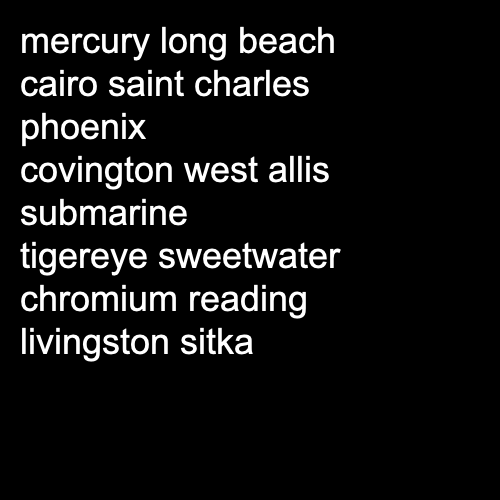 mercury long beach
cairo saint charles
phoenix
covington west allis
submarine
tigereye sweetwater
chromium reading
livingston sitka